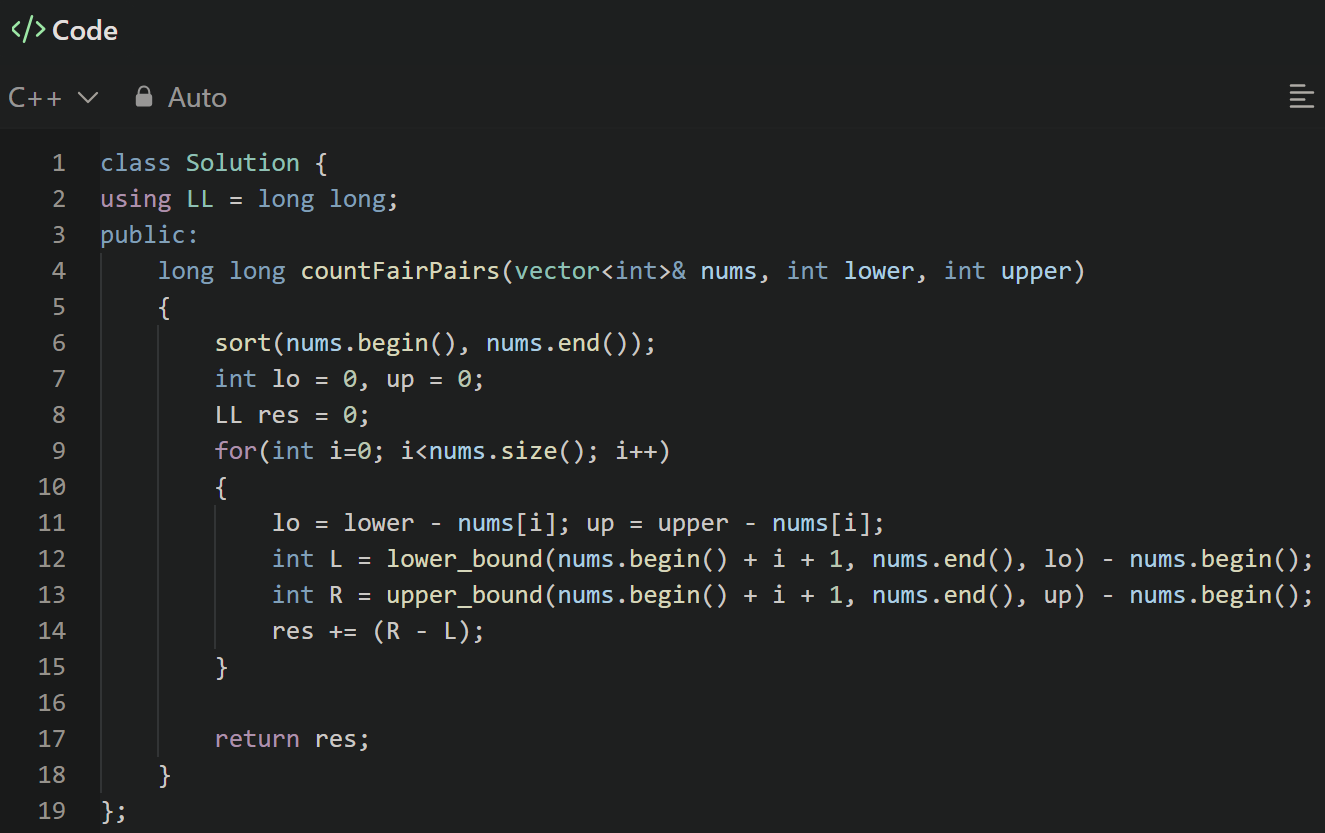 </> Code
C++ Auto
1 class Solution {
2 using LL = long long;
3 public:
4     long long countFairPairs(vector<int>& nums, int lower, int upper)
5     {
6         sort(nums.begin(), nums.end());
7         int lo = 0, up = 0;
8         LL res = 0;
9         for(int i=0; i<nums.size(); i++)
10         {
11             lo = lower - nums[i]; up = upper - nums[i];
12             int L = lower_bound(nums.begin() + i + 1, nums.end(), lo) - nums.begin();
13             int R = upper_bound(nums.begin() + i + 1, nums.end(), up) - nums.begin();
14             res += (R - L);
15         }
16
17         return res;
18     }
19 };